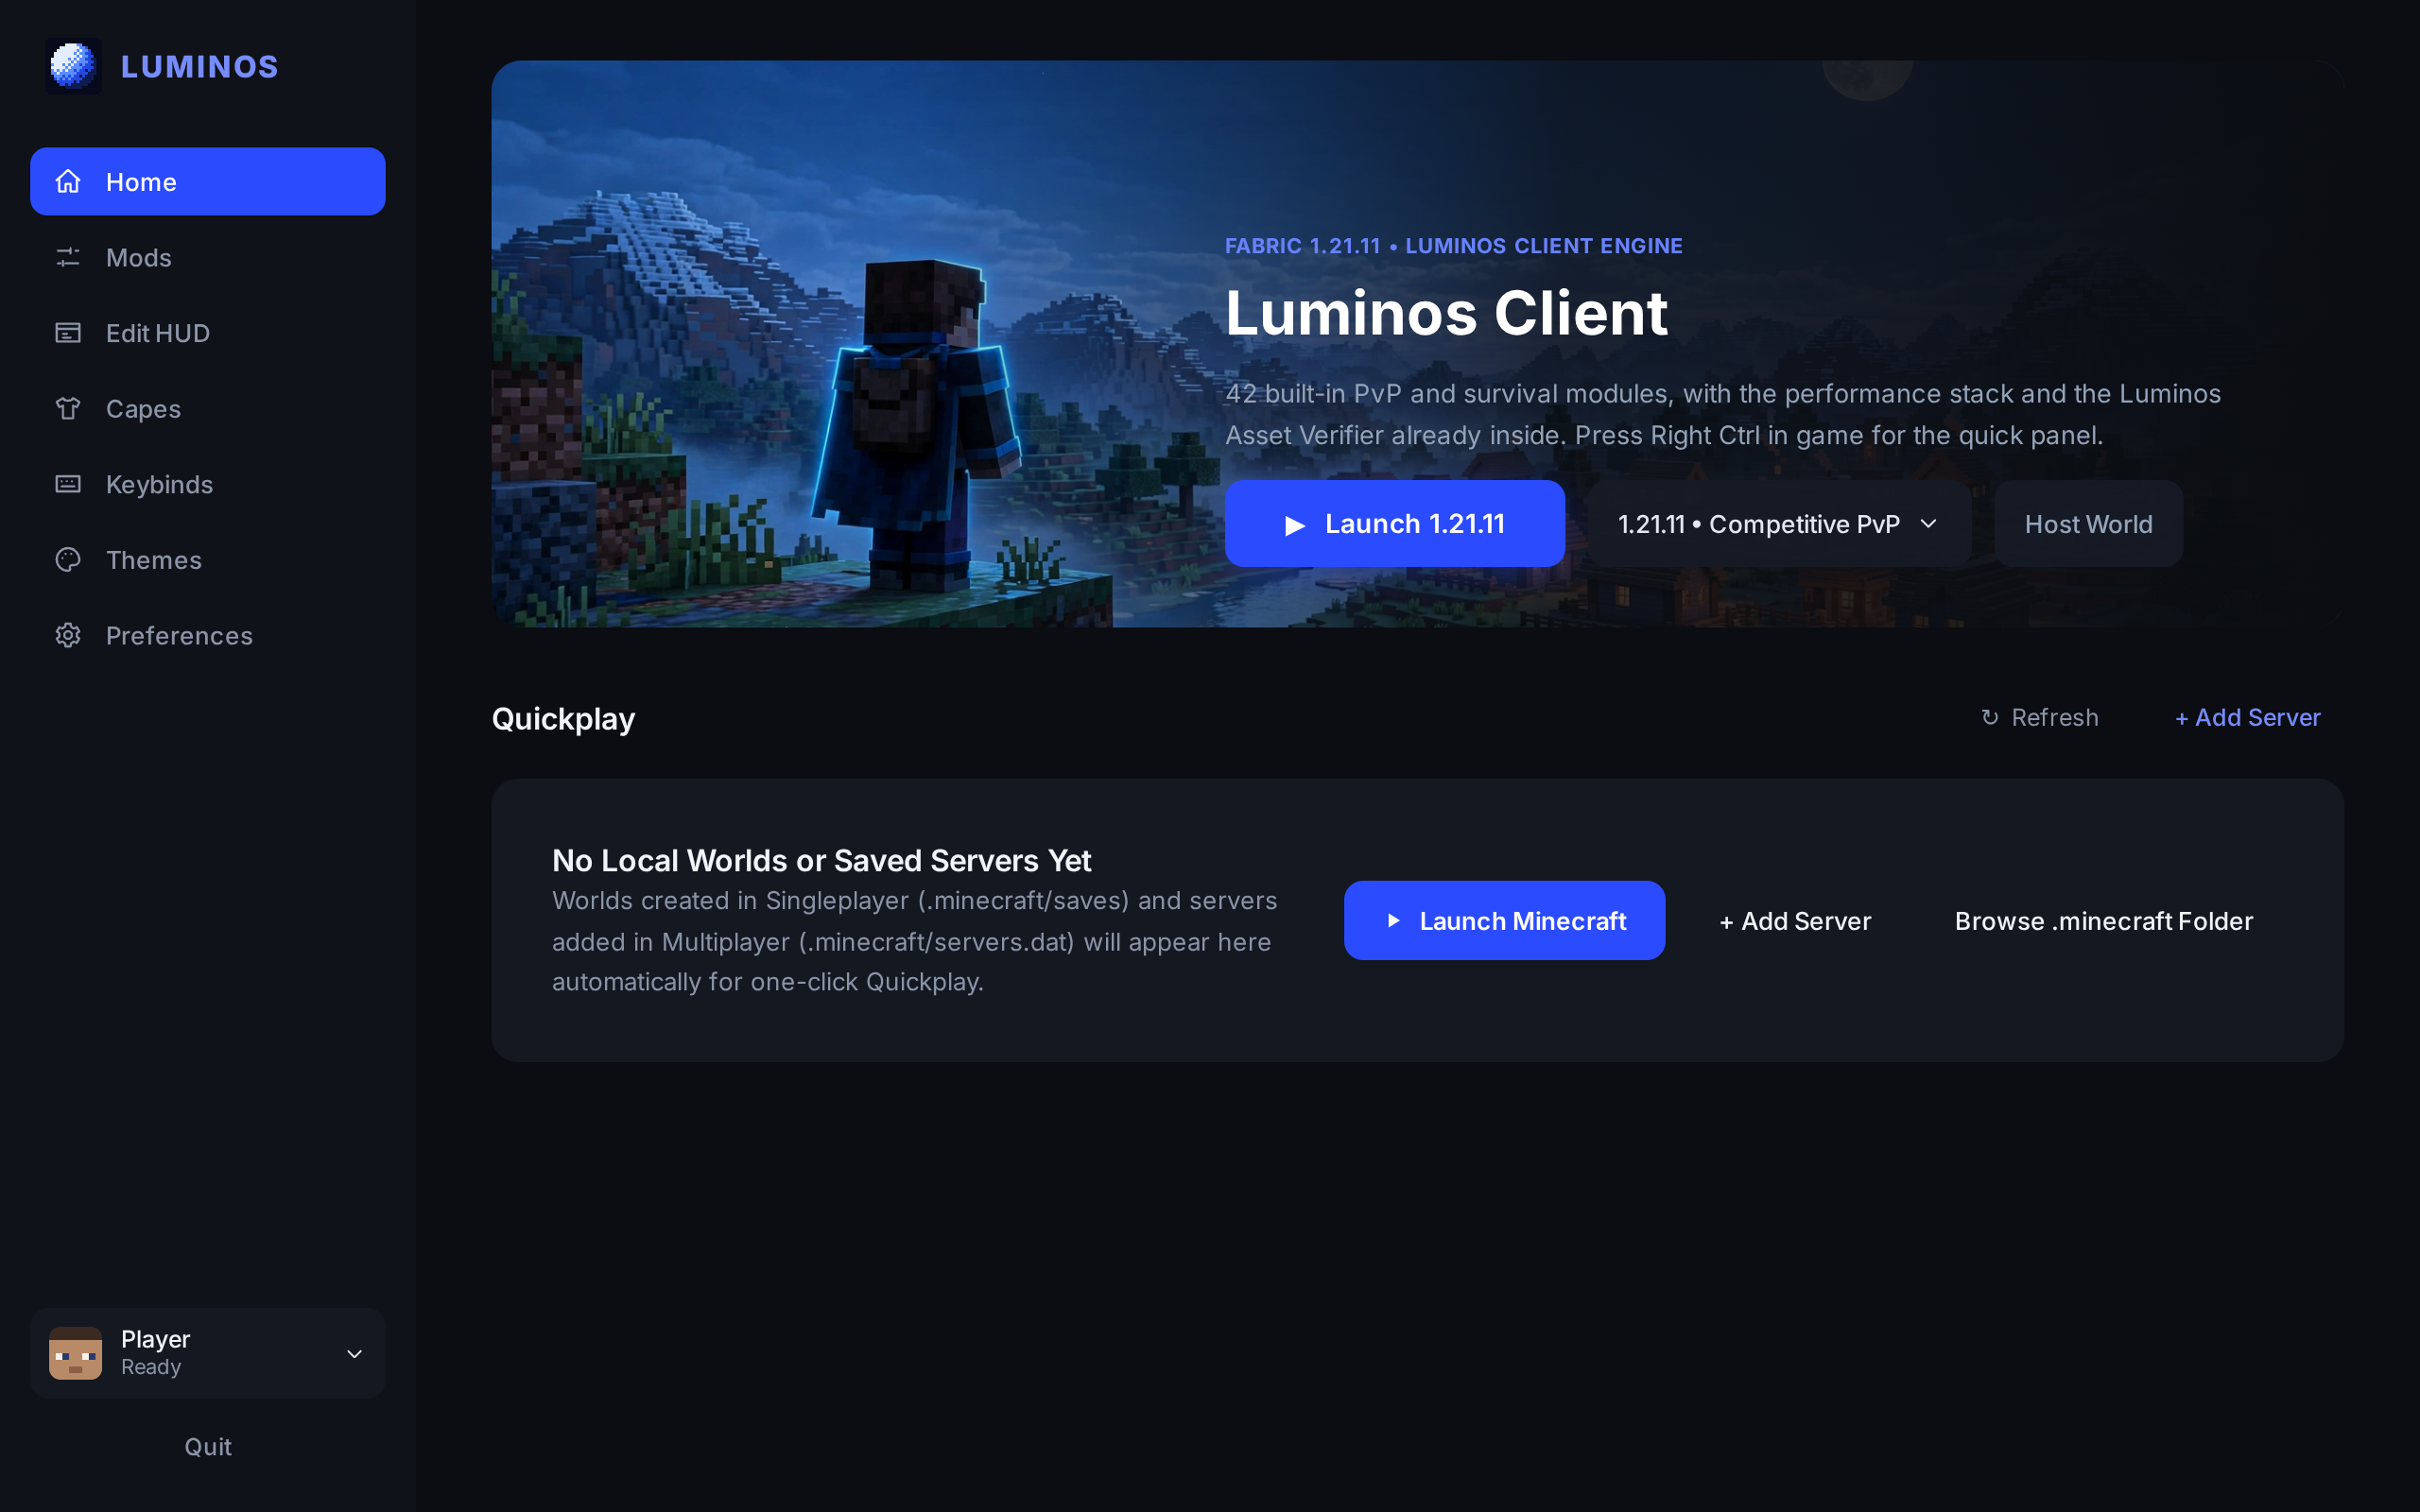 LUMINOS
Home
Mods
Edit HUD
Capes
Keybinds
Themes
Preferences
Player
Ready
Quit
FABRIC 1.21.11 • LUMINOS CLIENT ENGINE
Luminos Client
42 built-in PvP and survival modules, with the performance stack and the Luminos
Asset Verifier already inside. Press Right Ctrl in game for the quick panel.
Launch 1.21.11
1.21.11 • Competitive PvP
Host World
Quickplay
Refresh
+ Add Server
No Local Worlds or Saved Servers Yet
Worlds created in Singleplayer (.minecraft/saves) and servers
added in Multiplayer (.minecraft/servers.dat) will appear here
automatically for one-click Quickplay.
Launch Minecraft
+ Add Server
Browse .minecraft Folder